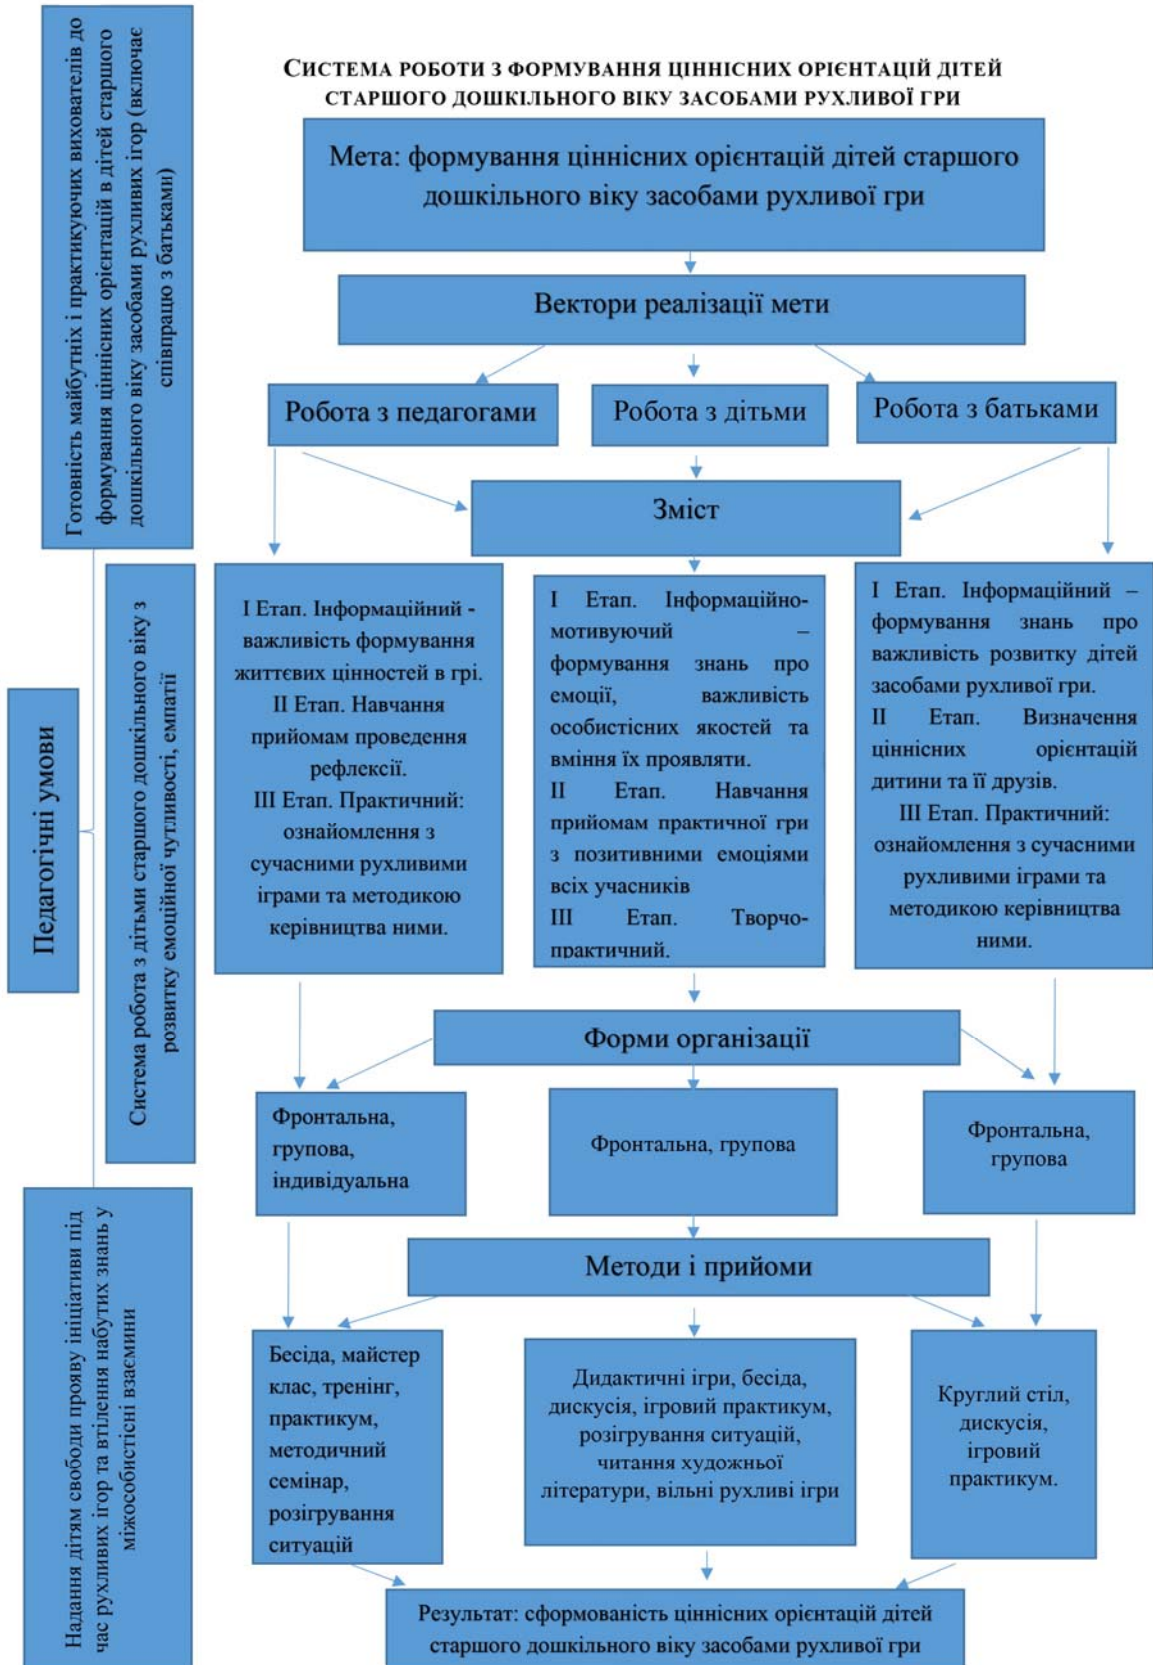 СИСТЕМА РОБОТИ З ФОРМУВАННЯ ЦІННІСНИХ ОРІЄНТАЦІЙ ДІТЕЙ
СТАРШОГО ДОШКІЛЬНОГО ВІКУ ЗАСОБАМИ РУХЛИВОЇ ГРИ
Мета: формування ціннісних орієнтацій дітей старшого
дошкільного віку засобами рухливої гри
Вектори реалізації мети
Робота з педагогами
Робота з дітьми
Робота з батьками
Зміст
І Етап. Інформаційний -
важливість формування
життєвих цінностей в грі.
ІІ Етап. Навчання
прийомам проведення
рефлексії.
ІІІ Етап. Практичний:
ознайомлення з
сучасними рухливими
іграми та методикою
керівництва ними.
І Етап. Інформаційно-
мотивуючий –
формування знань про
емоції, важливість
особистісних якостей та
вміння їх проявляти.
ІІ Етап. Навчання
прийомам практичної гри
з позитивними емоціями
всіх учасників
ІІІ Етап. Творчо-
практичний.
І Етап. Інформаційний –
формування знань про
важливість розвитку дітей
засобами рухливої гри.
ІІ Етап. Визначення
ціннісних орієнтацій
дитини та її друзів.
ІІІ Етап. Практичний:
ознайомлення з сучасними
рухливими іграми та
методикою керівництва
ними.
Форми організації
Фронтальна,
групова,
індивідуальна
Фронтальна, групова
Фронтальна,
групова
Методи і прийоми
Бесіда, майстер
клас, тренінг,
практикум,
методичний
семінар,
розігрування
ситуацій
Дидактичні ігри, бесіда,
дискусія, ігровий практикум,
розігрування ситуацій,
читання художньої
літератури, вільні рухливі ігри
Круглий стіл,
дискусія,
ігровий
практикум.
Результат: сформованість ціннісних орієнтацій дітей
старшого дошкільного віку засобами рухливої гри
Педагогічні умови
Готовність майбутніх і практикуючих вихователів до
формування ціннісних орієнтацій в дітей старшого
дошкільного віку засобами рухливих ігор (включає
співпрацю з батьками)
Система робота з дітьми старшого дошкільного віку з
розвитку емоційної чутливості, емпатії
Надання дітям свободи прояву ініціативи під
час рухливих ігор та втілення набутих знань у
міжособистісні взаємини